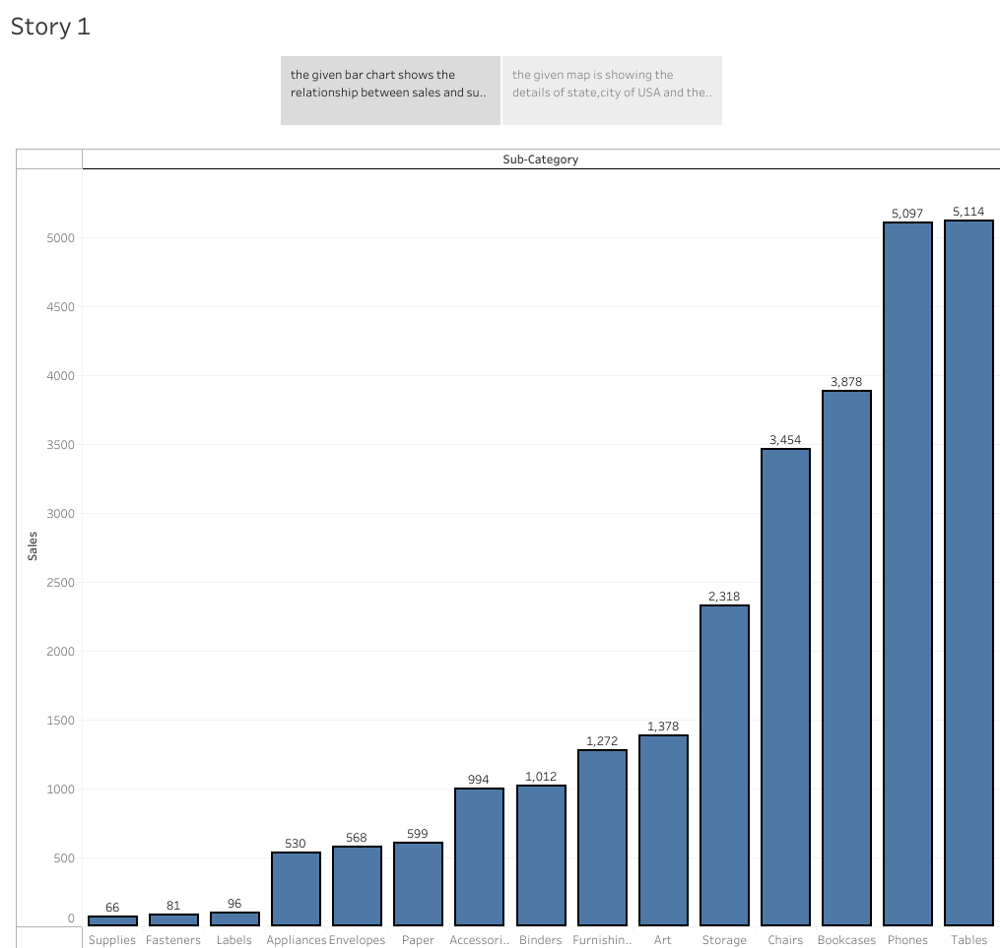 Story 1
the given bar chart shows the
relationship between sales and su..
the given map is showing the
details of state,city of USA and the..
Sub-Category
5000
4500
4000
3500
3000
2500
2000
1500
1000
500
0
Sales
66
81
96
530
568
599
994
1,012
1,272
1,378
2,318
3,454
3,878
5,097
5,114
Supplies
Fasteners
Labels
Appliances
Envelopes
Paper
Accessori..
Binders
Furnishin..
Art
Storage
Chairs
Bookcases
Phones
Tables